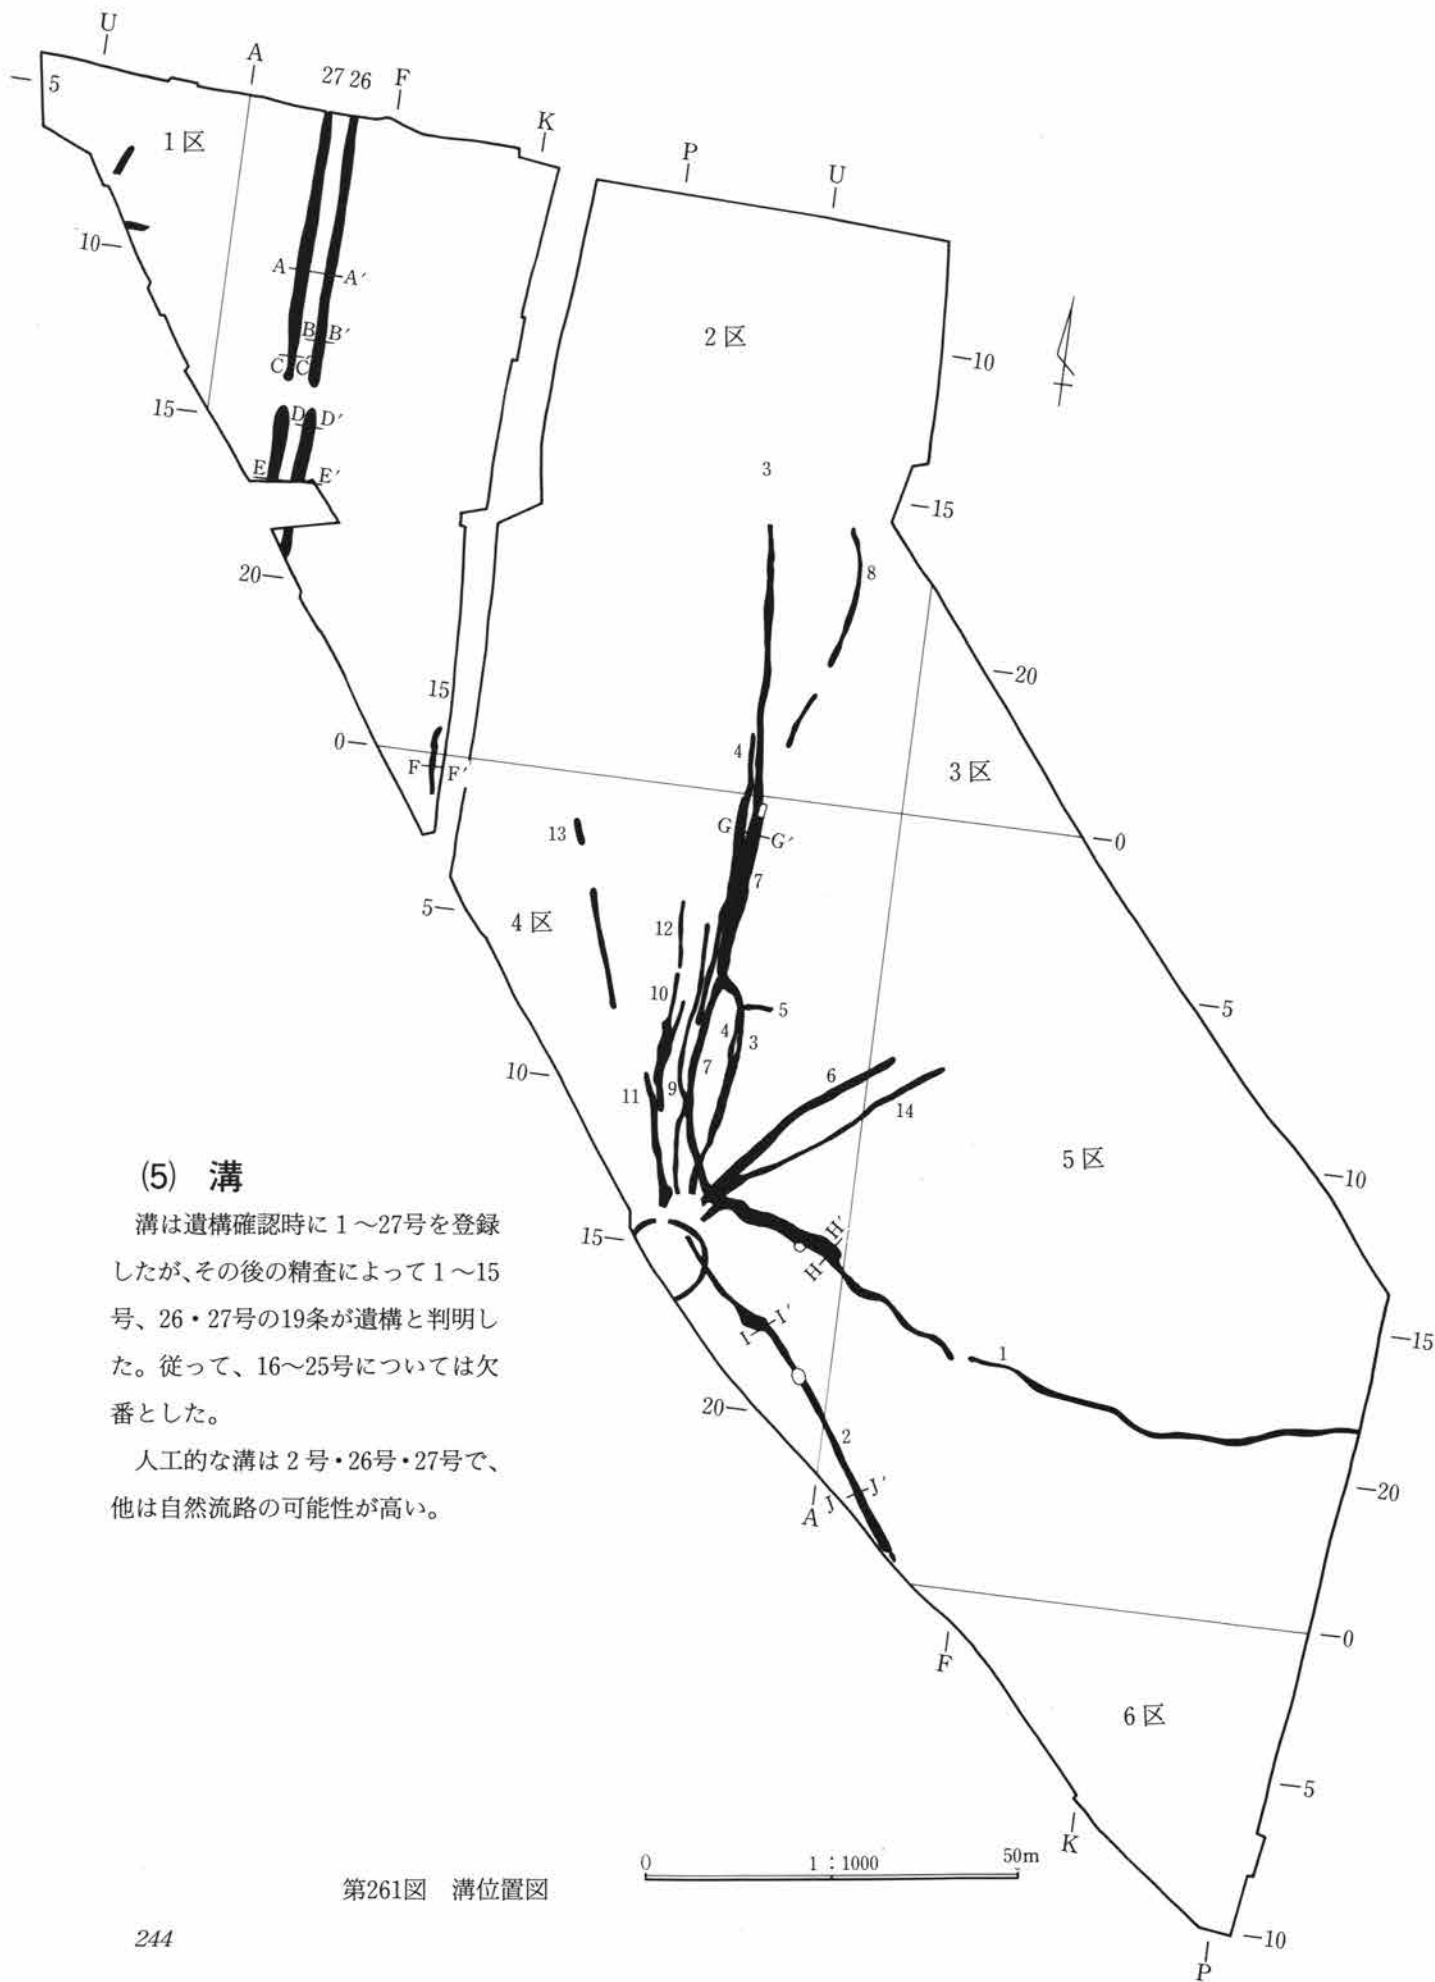 U
A
27 26 F
K
5
1区
P
U
10
A A′
2区
B B′
C C′
10
15
D D′
3
E E′
15
8
20
20
15
0
4
3区
F F′
13
G G′
0
7
5
4区
12
10
5
5
4
3
7
6
10
11
9
14
5区
10
(5) 溝
溝は遺構確認時に1～27号を登録
したが、その後の精査によって1～15
号、26・27号の19条が遺構と判明し
た。従って、16～25号については欠
番とした。
人工的な溝は2号・26号・27号で、
他は自然流路の可能性が高い。
15
H H′
I I′
15
1
20
2
20
A
J J′
0
F
6区
5
K
0 1：1000 50m
第261図 溝位置図
10
P
244